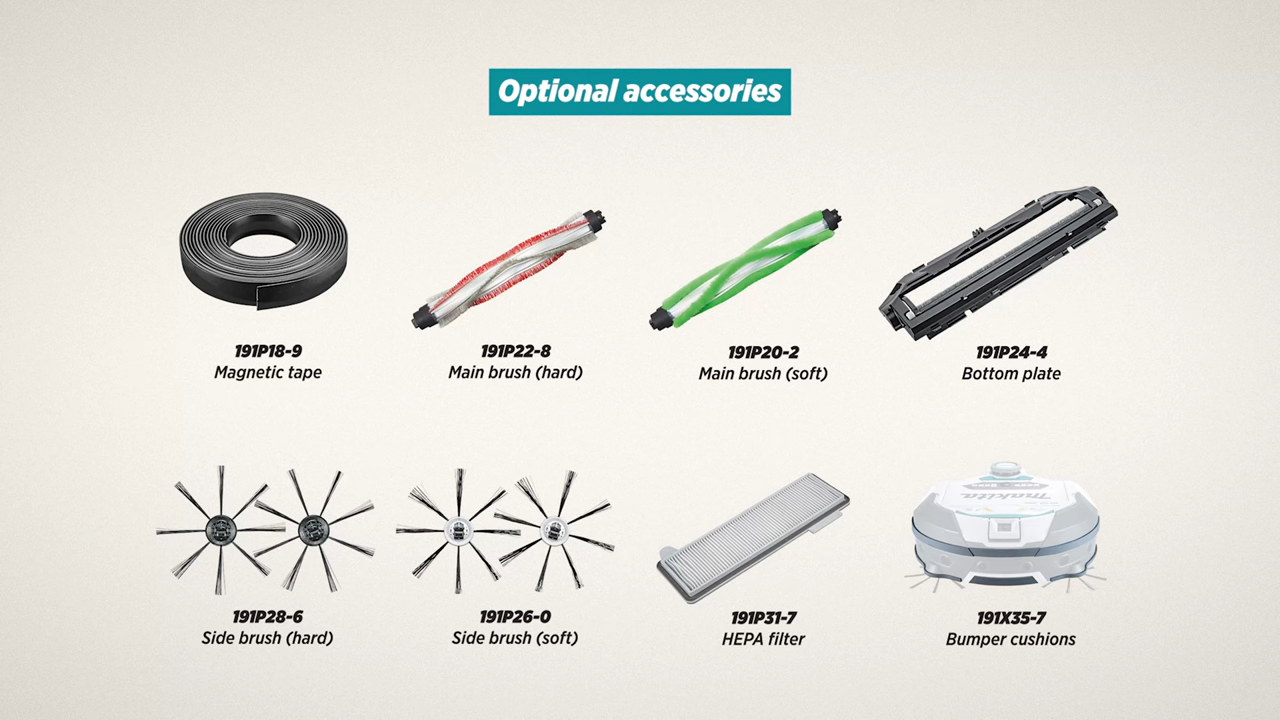 Optional accessories
191P18-9
Magnetic tape
191P22-8
Main brush (hard)
191P20-2
Main brush (soft)
191P24-4
Bottom plate
191P28-6
Side brush (hard)
191P26-0
Side brush (soft)
191P31-7
HEPA filter
makita
191X35-7
Bumper cushions